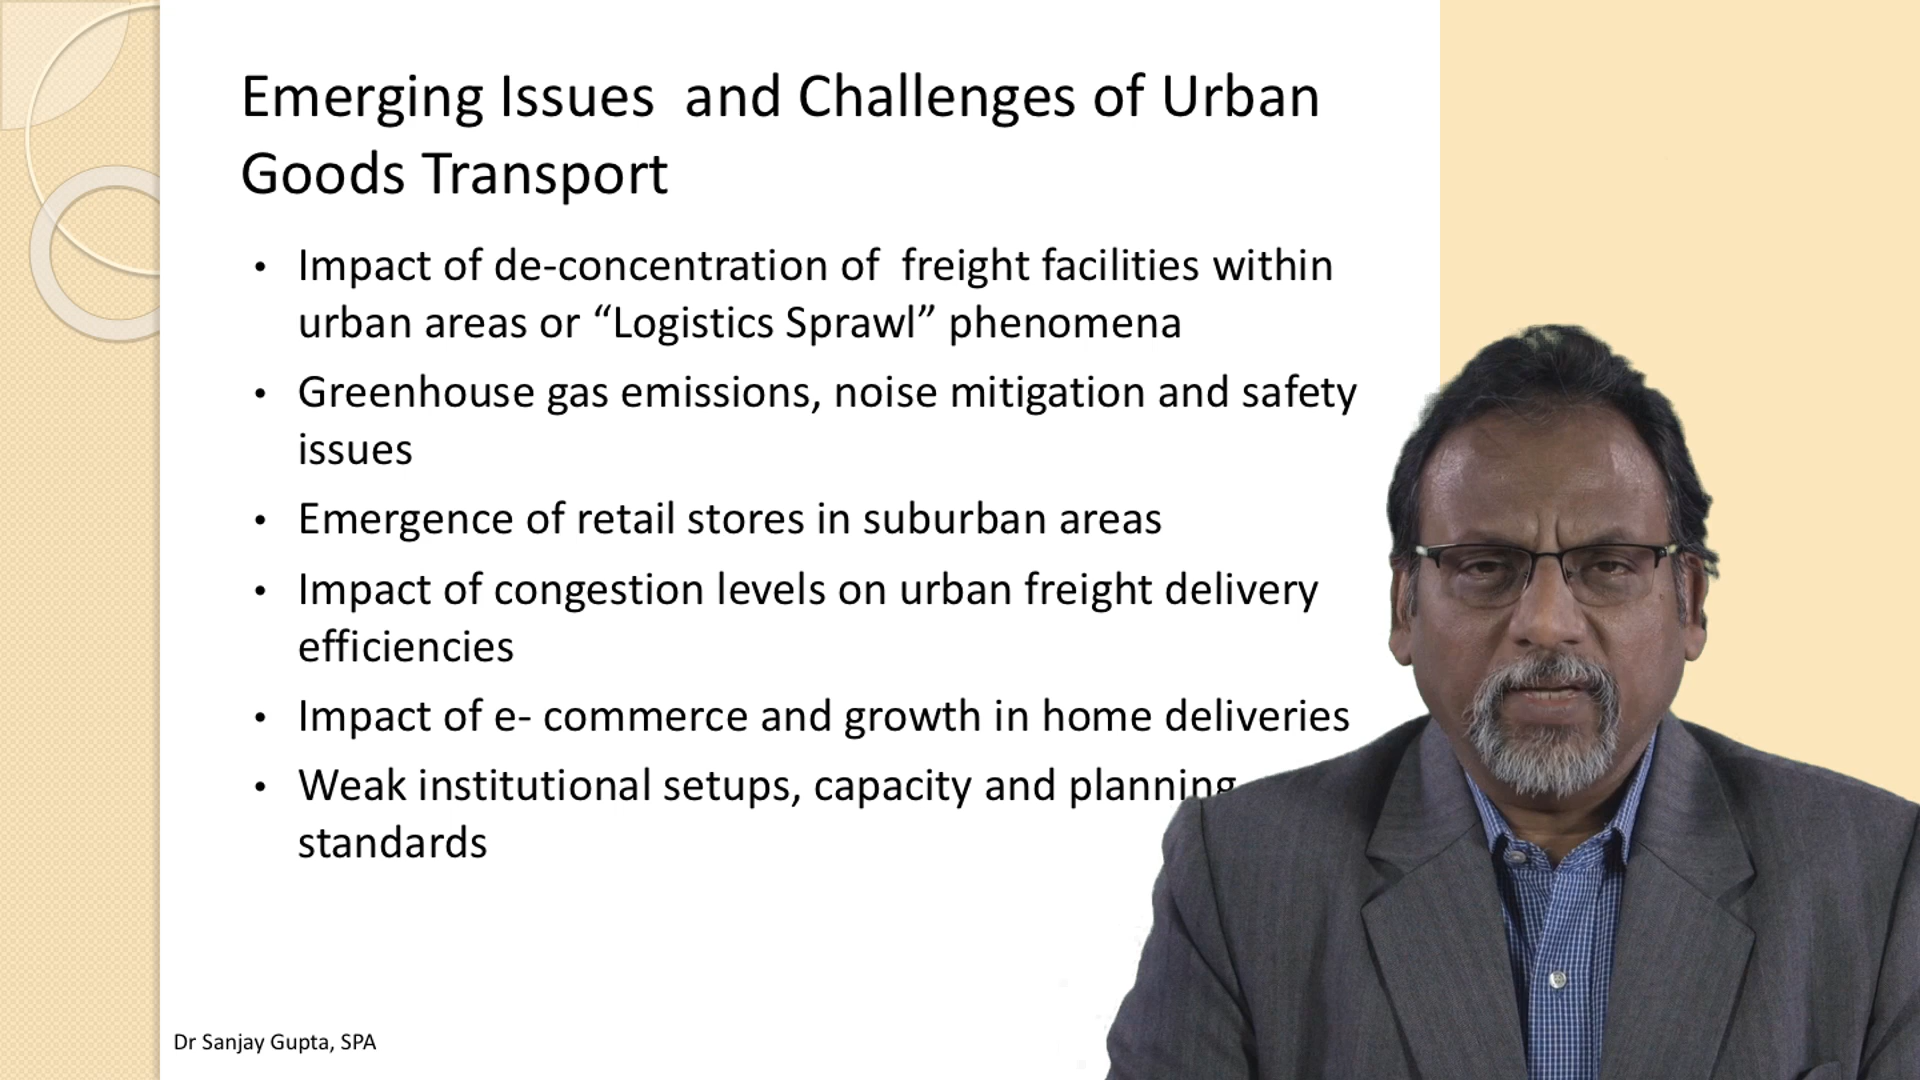 Emerging Issues and Challenges of Urban
Goods Transport
• Impact of de-concentration of freight facilities within
urban areas or “Logistics Sprawl” phenomena
• Greenhouse gas emissions, noise mitigation and safety
issues
• Emergence of retail stores in suburban areas
• Impact of congestion levels on urban freight delivery
efficiencies
• Impact of e- commerce and growth in home deliveries
• Weak institutional setups, capacity and planning
standards
Dr Sanjay Gupta, SPA